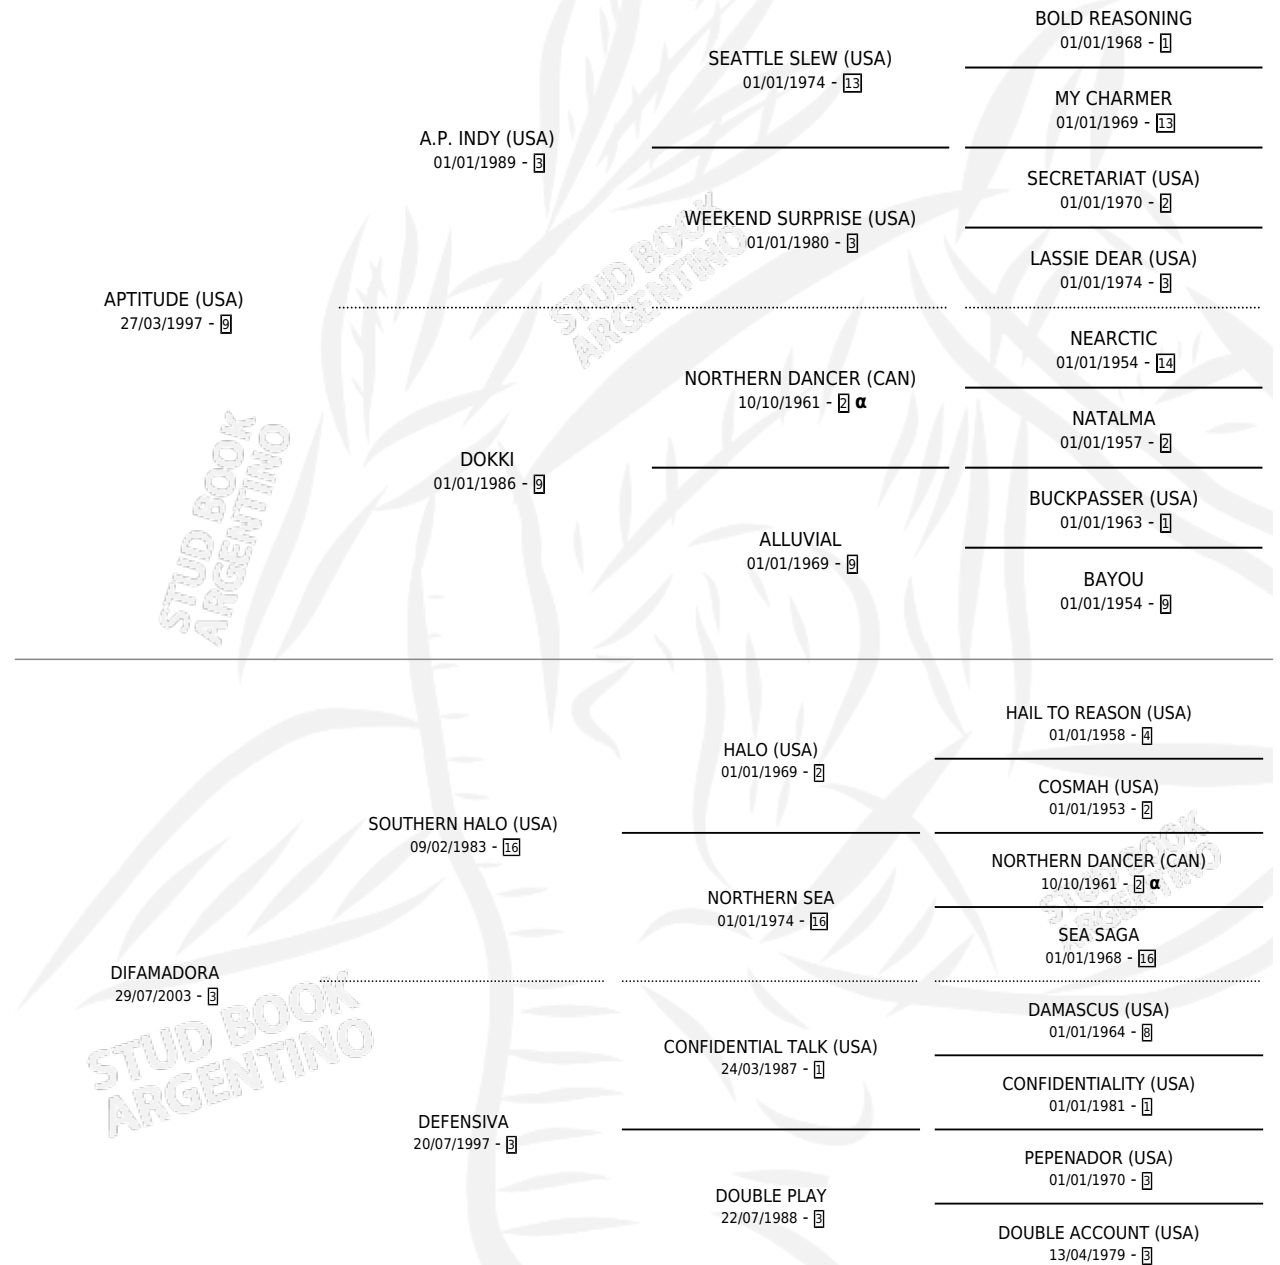 BOLD REASONING
01/01/1968 - 1
SEATTLE SLEW (USA)
01/01/1974 - 13
MY CHARMER
01/01/1969 - 13
A.P. INDY (USA)
01/01/1989 - 3
SECRETARIAT (USA)
01/01/1970 - 2
WEEKEND SURPRISE (USA)
01/01/1980 - 3
LASSIE DEAR (USA)
01/01/1974 - 3
STUD BOOK
ARGENTINO
APTITUDE (USA)
27/03/1997 - 9
NEARCTIC
01/01/1954 - 14
NORTHERN DANCER (CAN)
10/10/1961 - 2 α
NATALMA
01/01/1957 - 2
DOKKI
01/01/1986 - 9
BUCKPASSER (USA)
01/01/1963 - 1
ALLUVIAL
01/01/1969 - 9
BAYOU
01/01/1954 - 9
STUD BOOK
ARGENTINO
HAIL TO REASON (USA)
01/01/1958 - 4
HALO (USA)
01/01/1969 - 2
COSMAH (USA)
01/01/1953 - 2
SOUTHERN HALO (USA)
09/02/1983 - 16
NORTHERN DANCER (CAN)
10/10/1961 - 2 α
NORTHERN SEA
01/01/1974 - 16
SEA SAGA
01/01/1968 - 16
STUD BOOK
ARGENTINO
DIFAMADORA
29/07/2003 - 3
DAMASCUS (USA)
01/01/1964 - 8
CONFIDENTIAL TALK (USA)
24/03/1987 - 1
CONFIDENTIALITY (USA)
01/01/1981 - 1
DEFENSIVA
20/07/1997 - 3
PEPENADOR (USA)
01/01/1970 - 3
DOUBLE PLAY
22/07/1988 - 3
DOUBLE ACCOUNT (USA)
13/04/1979 - 3
STUD BOOK
ARGENTINO